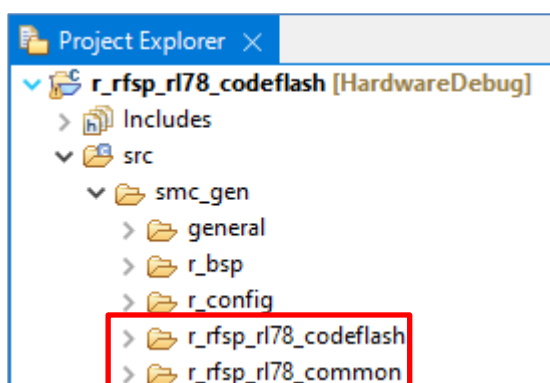 Project Explorer
r_rfsp_rl78_codeflash [HardwareDebug]
Includes
src
smc_gen
general
r_bsp
r_config
r_rfsp_rl78_codeflash
r_rfsp_rl78_common